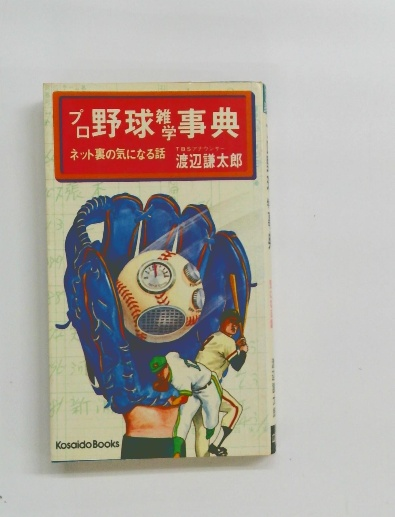 プロ野球雑学事典
ネット裏の気になる話
TBSアナウンサー
渡辺謙太郎
Kosaido Books